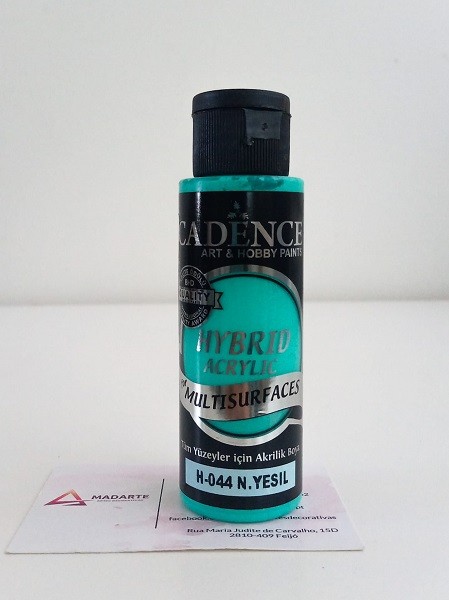 CADENCE
ART & HOBBY PAINTS
QUALITY
HYBRID
ACRYLIC
MULTISURFACES
Tüm Yüzeyler için Akrilik Boya
H-044 N.YESIL
MADARTE
Rua Maria Judite de Carvalho, 15D
2810-409 Feijó